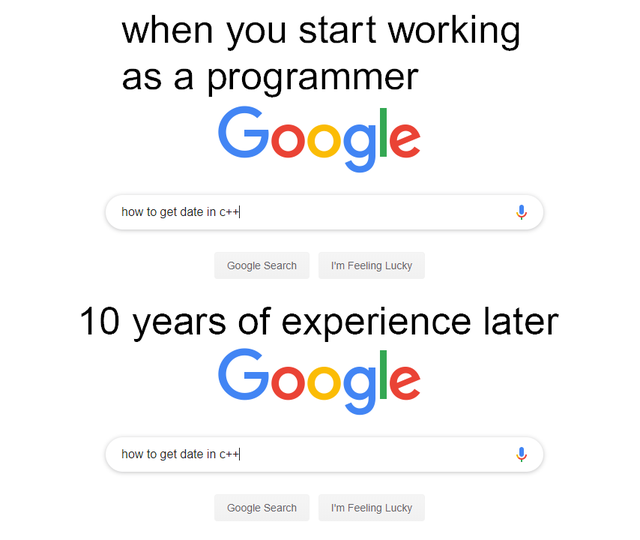 when you start working
as a programmer
Google
how to get date in c++
Google Search I'm Feeling Lucky
10 years of experience later
Google
how to get date in c++
Google Search I'm Feeling Lucky